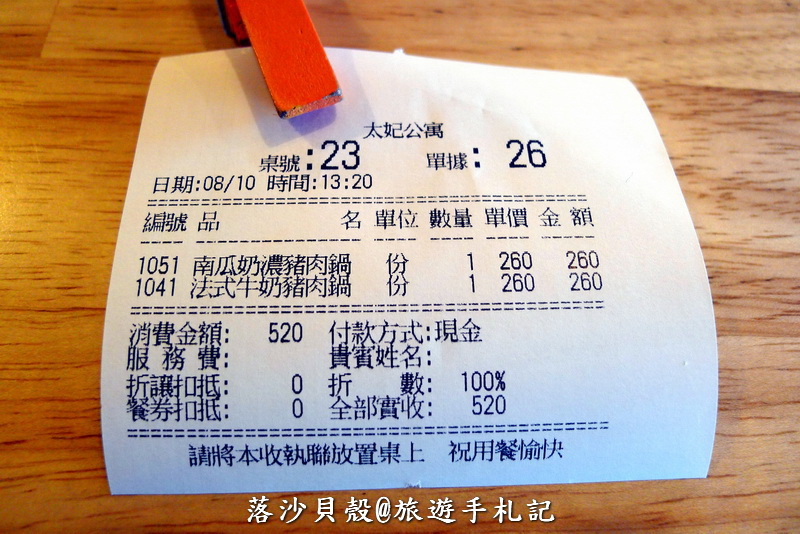 太妃公寓
桌號:23 單據: 26
日期:08/10 時間:13:20
編號 品 名 單位 數量 單價 金 額
1051 南瓜奶濃豬肉鍋 份 1 260 260
1041 法式牛奶豬肉鍋 份 1 260 260
消費金額: 520 付款方式:現金
服 務 費: 貴賓姓名:
折讓扣抵: 0 折 數: 100%
餐券扣抵: 0 全部實收: 520
請將本收執聯放置桌上 祝用餐愉快
落沙貝殼@旅遊手札記